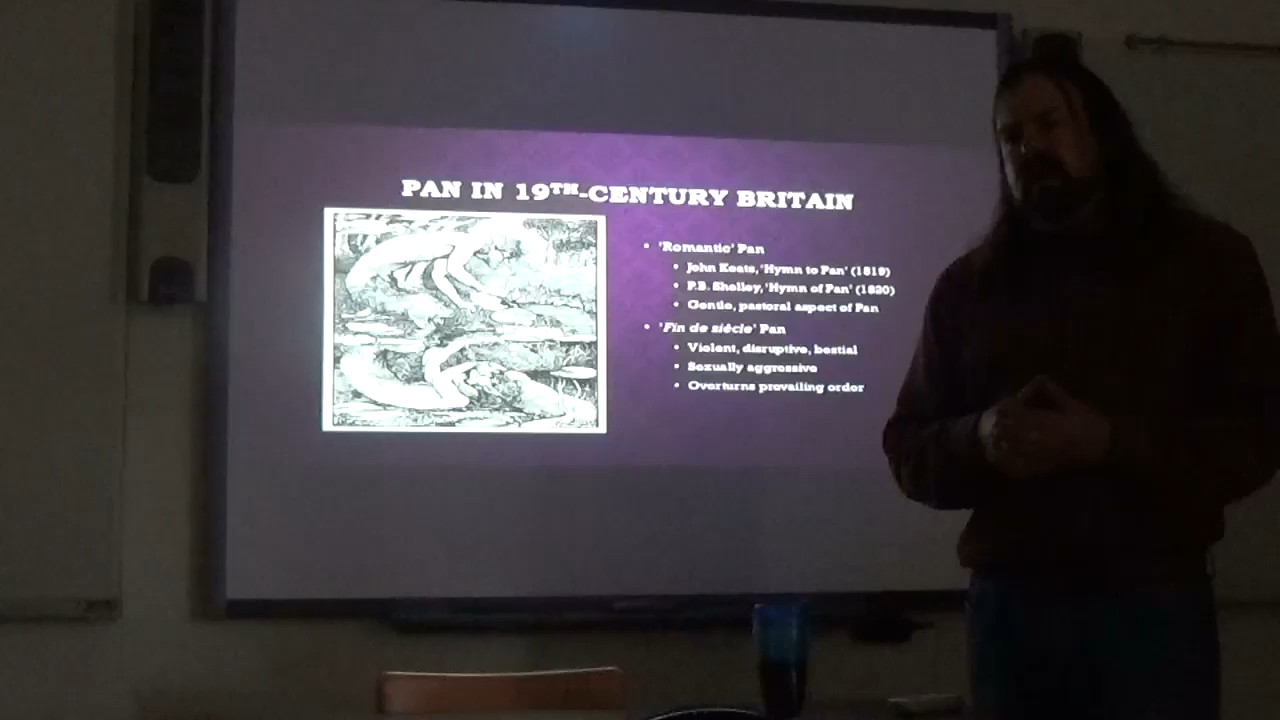 PAN IN 19TH-CENTURY BRITAIN
• 'Romantic' Pan
• John Keats, 'Hymn to Pan' (1819)
• P.B. Shelley, 'Hymn of Pan' (1820)
• Gentle, pastoral aspect of Pan
• 'Fin de siècle' Pan
• Violent, disruptive, bestial
• Sexually aggressive
• Overturns prevailing order